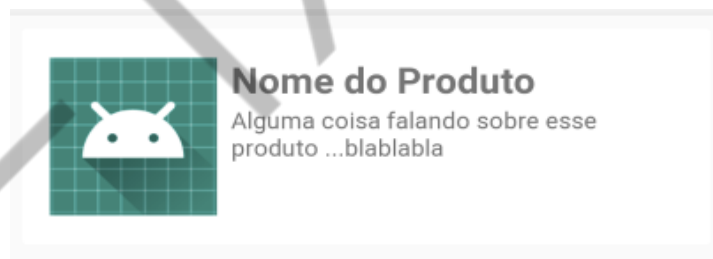 Nome do Produto
Alguma coisa falando sobre esse
produto ...blablabla